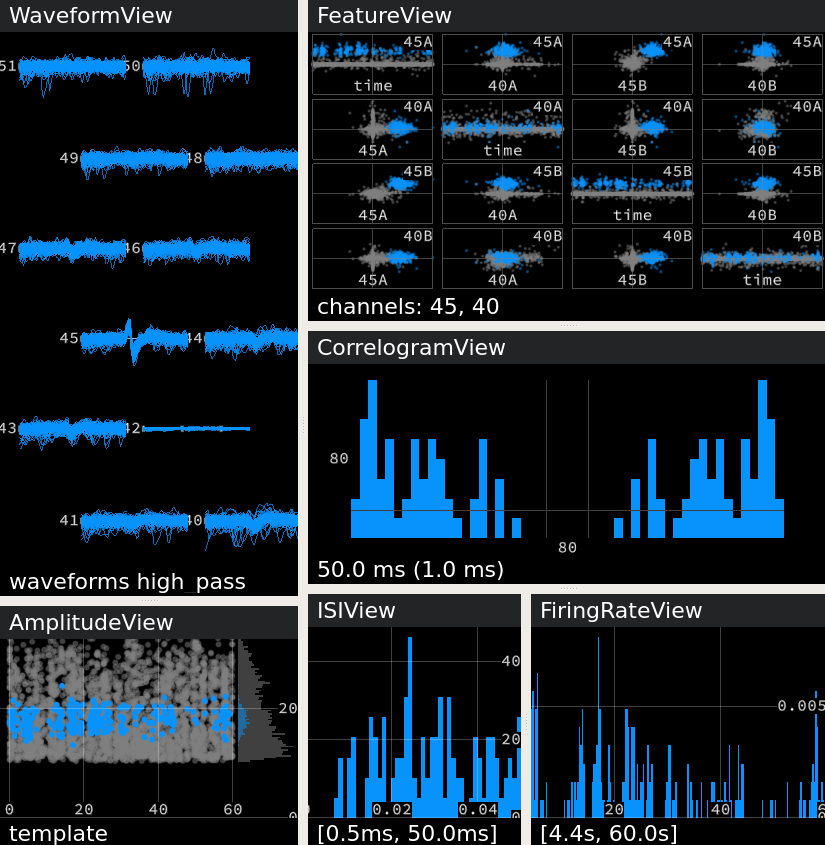 WaveformView
51 50
49 48
47 46
45 44
43 42
41 40
waveforms high_pass
FeatureView
45A 45A 45A 45A
time 40A 45B 40B
40A 40A 40A 40A
45A time 45B 40B
45B 45B 45B 45B
45A 40A time 40B
40B 40B 40B 40B
45A 40A 45B time
channels: 45, 40
CorrelogramView
80
80
50.0 ms (1.0 ms)
AmplitudeView
20
0 20 40 60
template
ISIView
40
20
0.02 0.04
[0.5ms, 50.0ms]
FiringRateView
0.005
20 40
[4.4s, 60.0s]